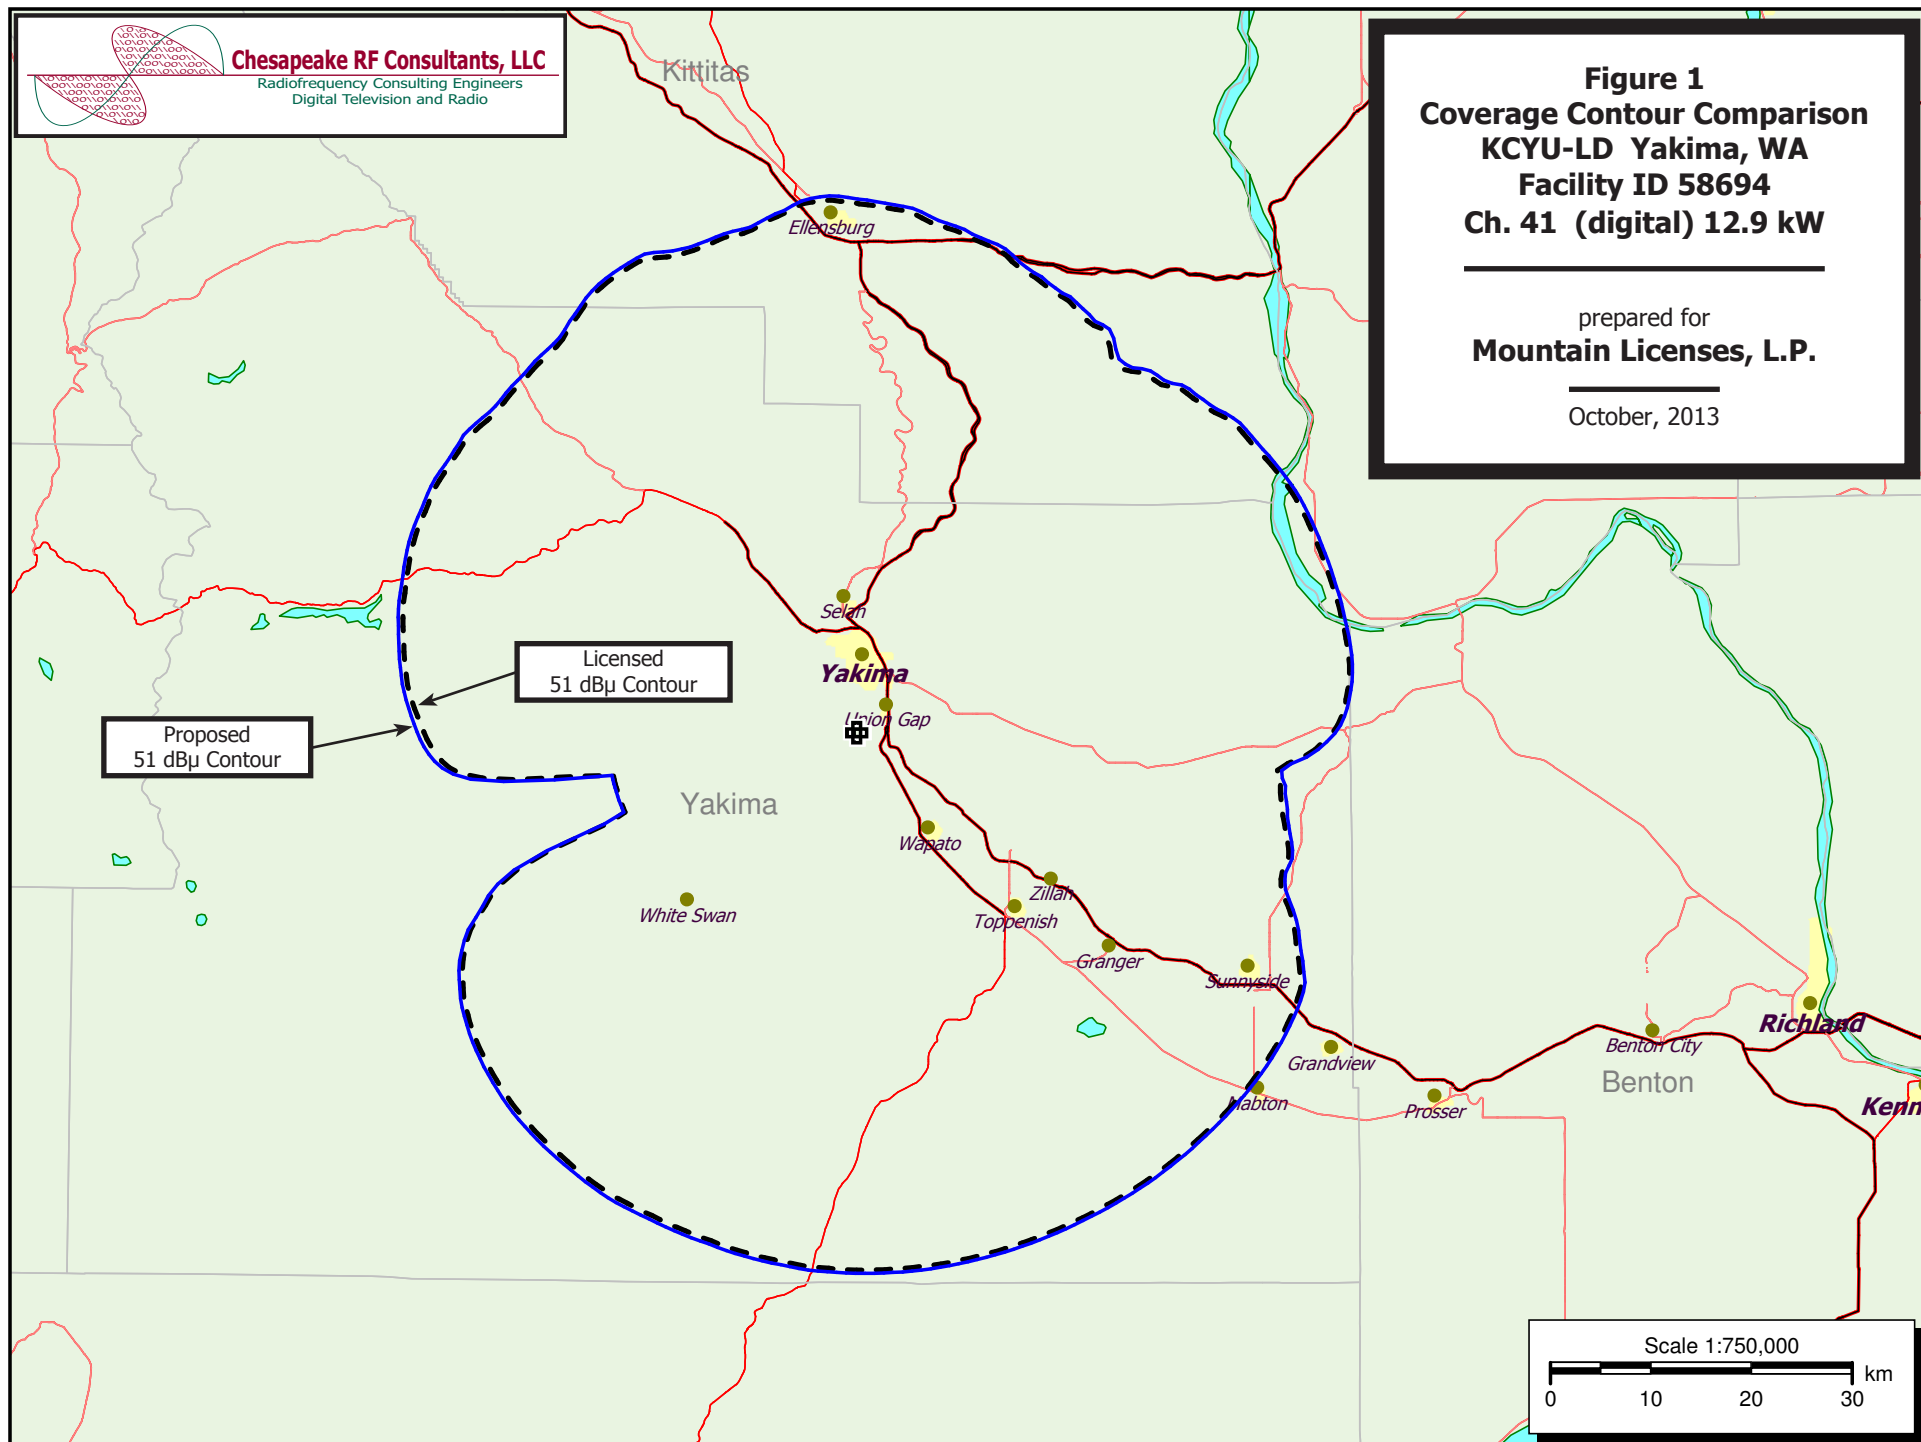 Chesapeake RF Consultants, LLC
Radiofrequency Consulting Engineers
Digital Television and Radio
Figure 1
Coverage Contour Comparison
KCYU-LD Yakima, WA
Facility ID 58694
Ch. 41 (digital) 12.9 kW
prepared for
Mountain Licenses, L.P.
October, 2013
Kittitas
Ellensburg
Selah
Yakima
Union Gap
Licensed
51 dBµ Contour
Proposed
51 dBµ Contour
Yakima
Wapato
White Swan
Zillah
Toppenish
Granger
Sunnyside
Grandview
Mabton
Prosser
Benton City
Richland
Benton
Kenn
Scale 1:750,000
km
0 10 20 30